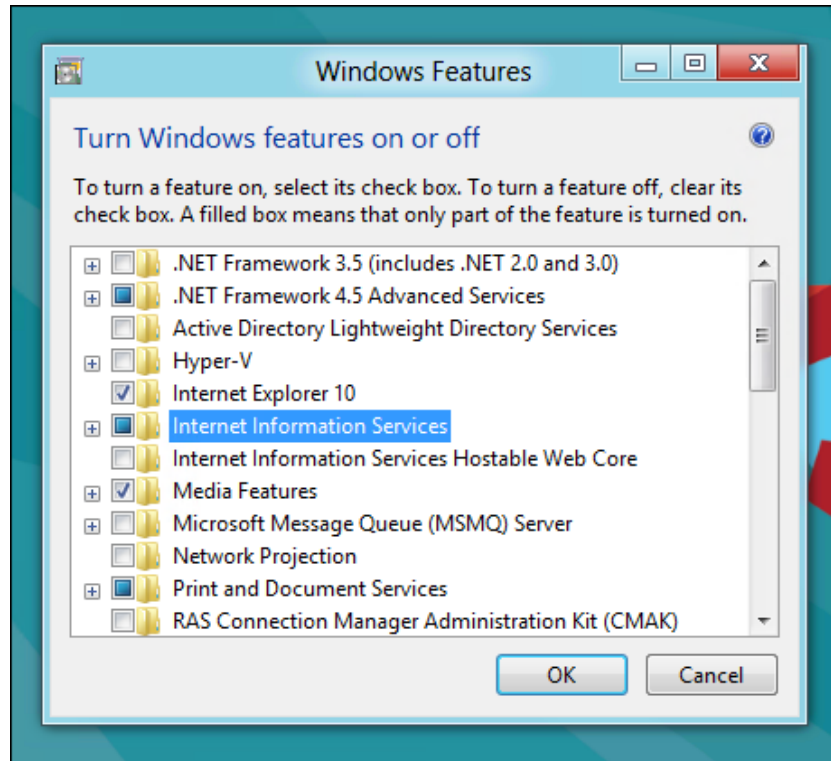 Windows Features
Turn Windows features on or off
To turn a feature on, select its check box. To turn a feature off, clear its
check box. A filled box means that only part of the feature is turned on.
.NET Framework 3.5 (includes .NET 2.0 and 3.0)
.NET Framework 4.5 Advanced Services
Active Directory Lightweight Directory Services
Hyper-V
Internet Explorer 10
Internet Information Services
Internet Information Services Hostable Web Core
Media Features
Microsoft Message Queue (MSMQ) Server
Network Projection
Print and Document Services
RAS Connection Manager Administration Kit (CMAK)
OK Cancel